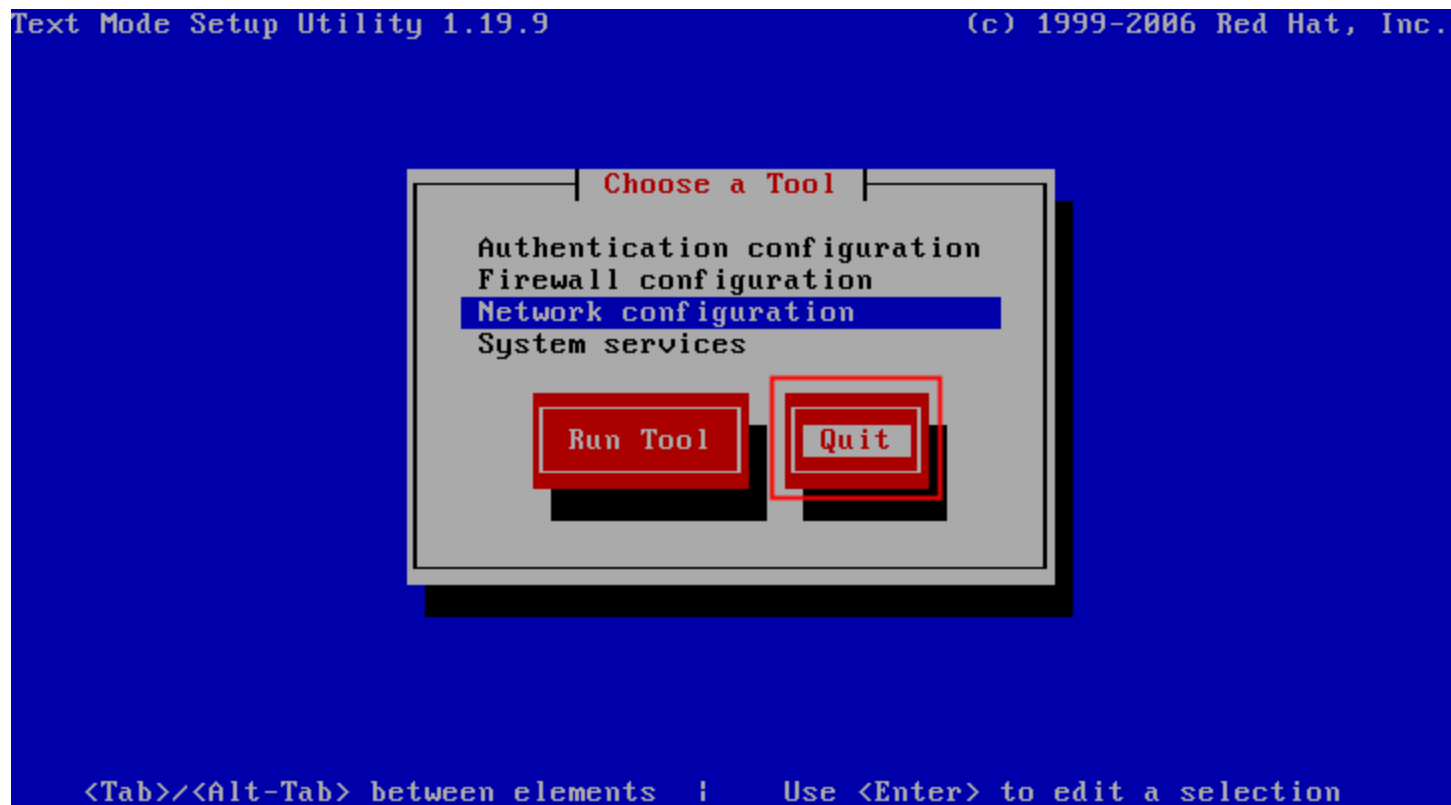 Text Mode Setup Utility 1.19.9 (c) 1999-2006 Red Hat, Inc.
Choose a Tool
Authentication configuration
Firewall configuration
Network configuration
System services
Run Tool Quit
<Tab>/<Alt-Tab> between elements | Use <Enter> to edit a selection